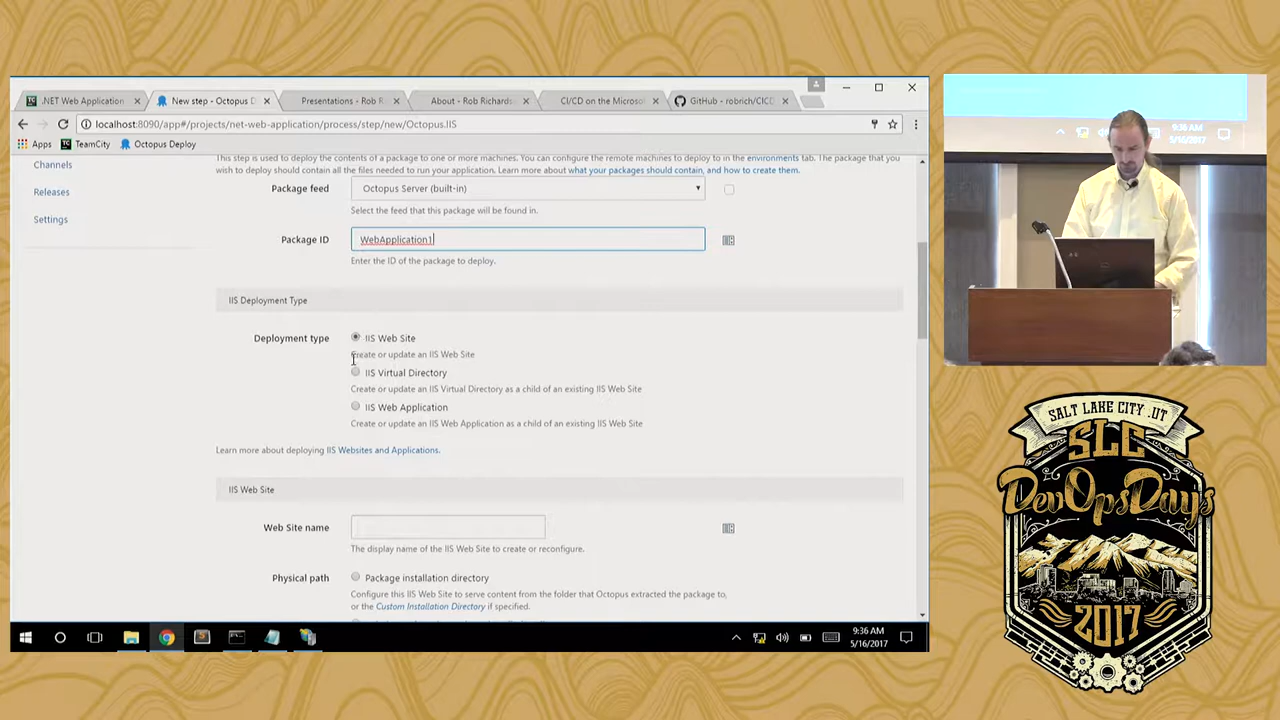 .NET Web Application
New step - Octopus D
Presentations - Rob R
About - Rob Richards
CI/CD on the Microso
GitHub - robrich/CICD
localhost:8090/app#/projects/net-web-application/process/step/new/Octopus.IIS
Apps
TeamCity
Octopus Deploy
Channels
Releases
Settings
This step is used to deploy the contents of a package to one or more machines. You can configure the remote machines to deploy to in the environments tab. The package that you
wish to deploy should contain all the files needed to run your application. Learn more about what your packages should contain, and how to create them.
Package feed
Octopus Server (built-in)
Select the feed that this package will be found in.
Package ID
WebApplication1
Enter the ID of the package to deploy.
IIS Deployment Type
Deployment type
IIS Web Site
Create or update an IIS Web Site
IIS Virtual Directory
Create or update an IIS Virtual Directory as a child of an existing IIS Web Site
IIS Web Application
Create or update an IIS Web Application as a child of an existing IIS Web Site
Learn more about deploying IIS Websites and Applications.
IIS Web Site
Web Site name
The display name of the IIS Web Site to create or reconfigure.
Physical path
Package installation directory
Configure this IIS Web Site to serve content from the folder that Octopus extracted the package to,
or the Custom Installation Directory if specified.
9:36 AM
5/16/2017
9:36 AM
5/16/2017
SALT LAKE CITY .UT
SLC
DevOpsDays
2017